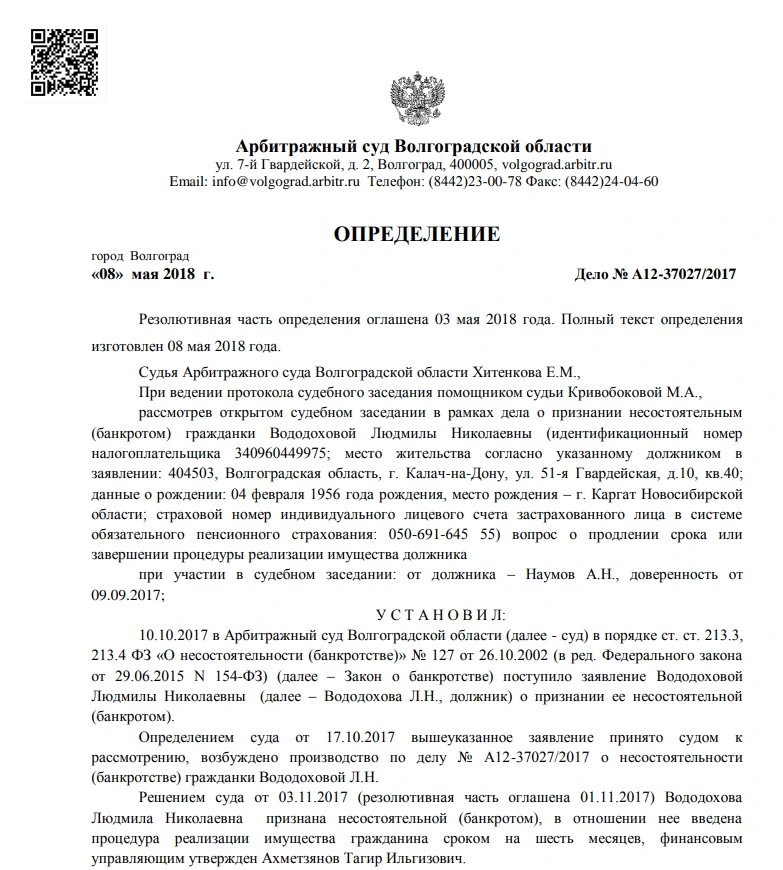 Арбитражный суд Волгоградской области
ул. 7-й Гвардейской, д. 2, Волгоград, 400005, volgograd.arbitr.ru
Email: info@volgograd.arbitr.ru Телефон: (8442)23-00-78 Факс: (8442)24-04-60
ОПРЕДЕЛЕНИЕ
город Волгоград
«08» мая 2018 г. Дело № А12-37027/2017
Резолютивная часть определения оглашена 03 мая 2018 года. Полный текст определения
изготовлен 08 мая 2018 года.
Судья Арбитражного суда Волгоградской области Хитенкова Е.М.,
При ведении протокола судебного заседания помощником судьи Кривобоковой М.А.,
рассмотрев открытом судебном заседании в рамках дела о признании несостоятельным
(банкротом) гражданки Вододоховой Людмилы Николаевны (идентификационный номер
налогоплательщика 340960449975; место жительства согласно указанному должником в
заявлении: 404503, Волгоградская область, г. Калач-на-Дону, ул. 51-я Гвардейская, д.10, кв.40;
данные о рождении: 04 февраля 1956 года рождения, место рождения – г. Каргат Новосибирской
области; страховой номер индивидуального лицевого счета застрахованного лица в системе
обязательного пенсионного страхования: 050-691-645 55) вопрос о продлении срока или
завершении процедуры реализации имущества должника
при участии в судебном заседании: от должника – Наумов А.Н., доверенность от
09.09.2017;
У С Т А Н О В И Л:
10.10.2017 в Арбитражный суд Волгоградской области (далее - суд) в порядке ст. ст. 213.3,
213.4 ФЗ «О несостоятельности (банкротстве)» № 127 от 26.10.2002 (в ред. Федерального закона
от 29.06.2015 N 154-ФЗ) (далее – Закон о банкротстве) поступило заявление Вододоховой
Людмилы Николаевны (далее – Вододохова Л.Н., должник) о признании ее несостоятельной
(банкротом).
Определением суда от 17.10.2017 вышеуказанное заявление принято судом к
рассмотрению, возбуждено производство по делу № А12-37027/2017 о несостоятельности
(банкротстве) гражданки Вододоховой Л.Н.
Решением суда от 03.11.2017 (резолютивная часть оглашена 01.11.2017) Вододохова
Людмила Николаевна признана несостоятельной (банкротом), в отношении нее введена
процедура реализации имущества гражданина сроком на шесть месяцев, финансовым
управляющим утвержден Ахметзянов Тагир Ильгизович.